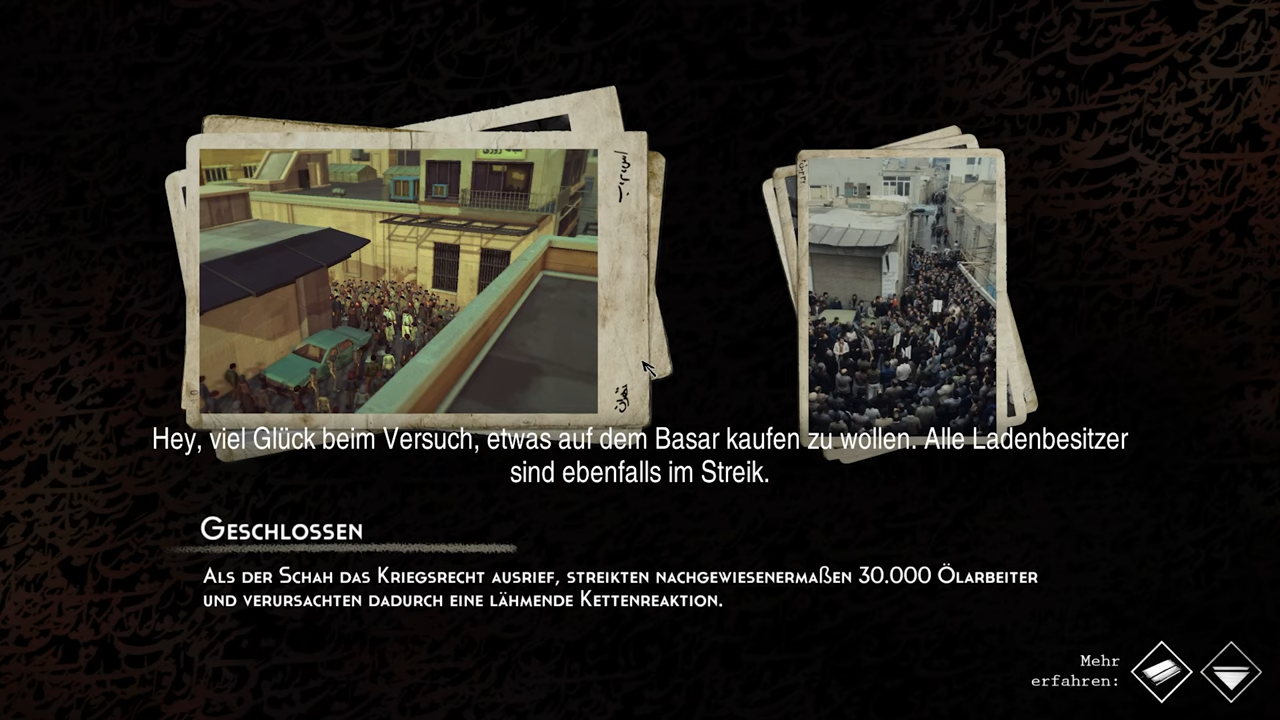 تهران
Hey, viel Glück beim Versuch, etwas auf dem Basar kaufen zu wollen. Alle Ladenbesitzer
sind ebenfalls im Streik.
Geschlossen
Als der Schah das Kriegsrecht ausrief, streikten nachgewiesenermaßen 30.000 Ölarbeiter
und verursachten dadurch eine lähmende Kettenreaktion.
Mehr
erfahren: